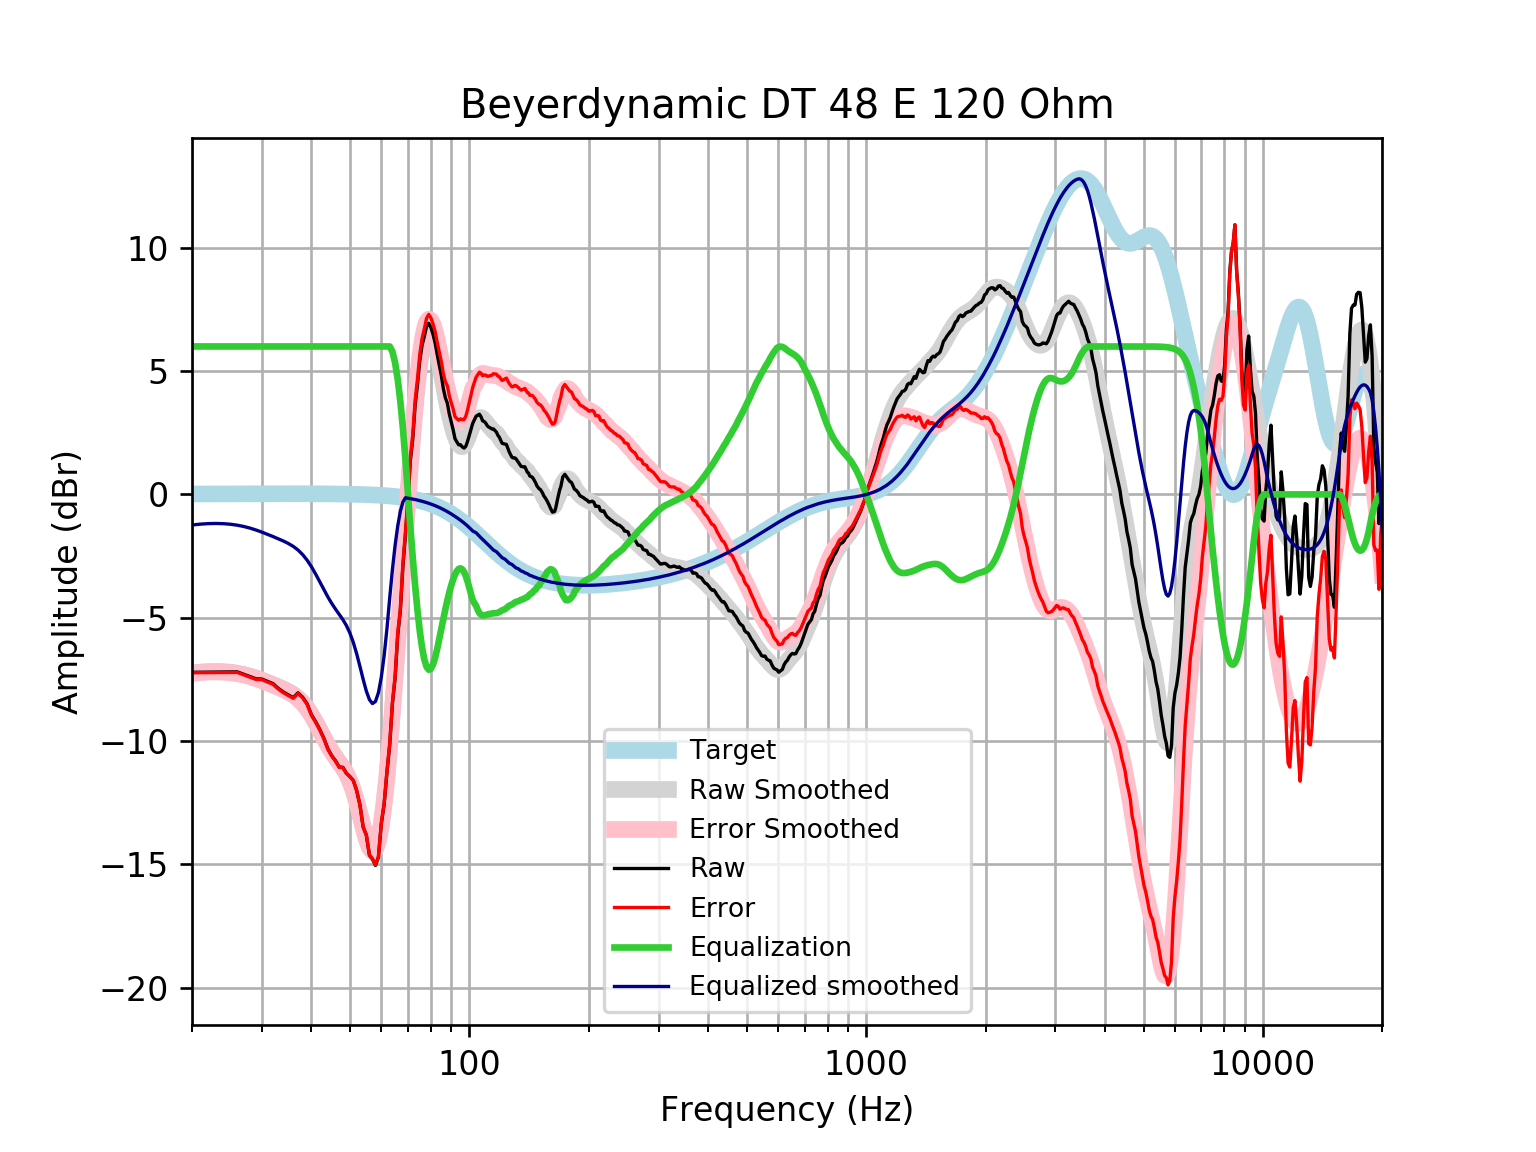 Beyerdynamic DT 48 E 120 Ohm
Amplitude (dBr)
10
5
0
−5
−10
−15
−20
Target
Raw Smoothed
Error Smoothed
Raw
Error
Equalization
Equalized smoothed
100
1000
10000
Frequency (Hz)